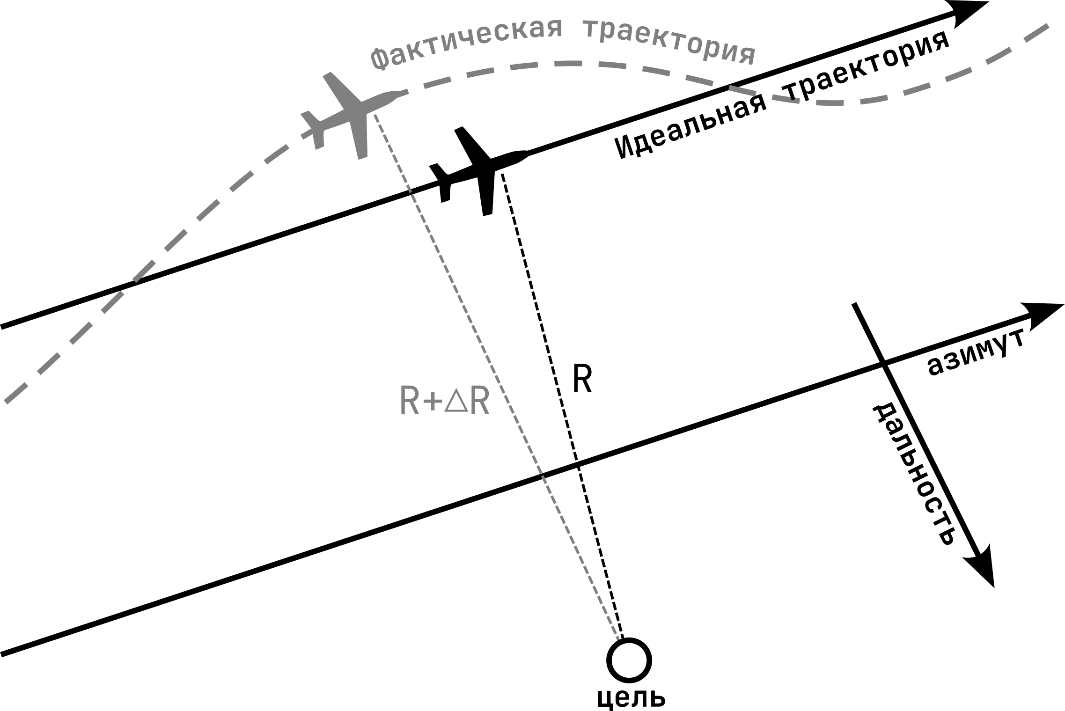 Фактическая траектория
Идеальная траектория
R
R+△R
азимут
дальность
цель